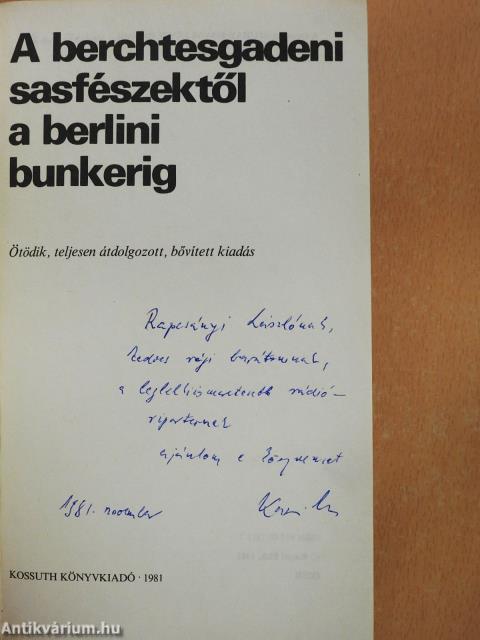 A berchtesgadeni
sasfészektől
a berlini
bunkerig
Ötödik, teljesen átdolgozott, bővített kiadás
Rapcsányi Lászlónak,
kedves régi barátomnak,
a leglelkiismeretesebb rádió-
riporternek
ajánlom e könyvemet
1981. november
KOSSUTH KÖNYVKIADÓ · 1981
Antikvárium.hu